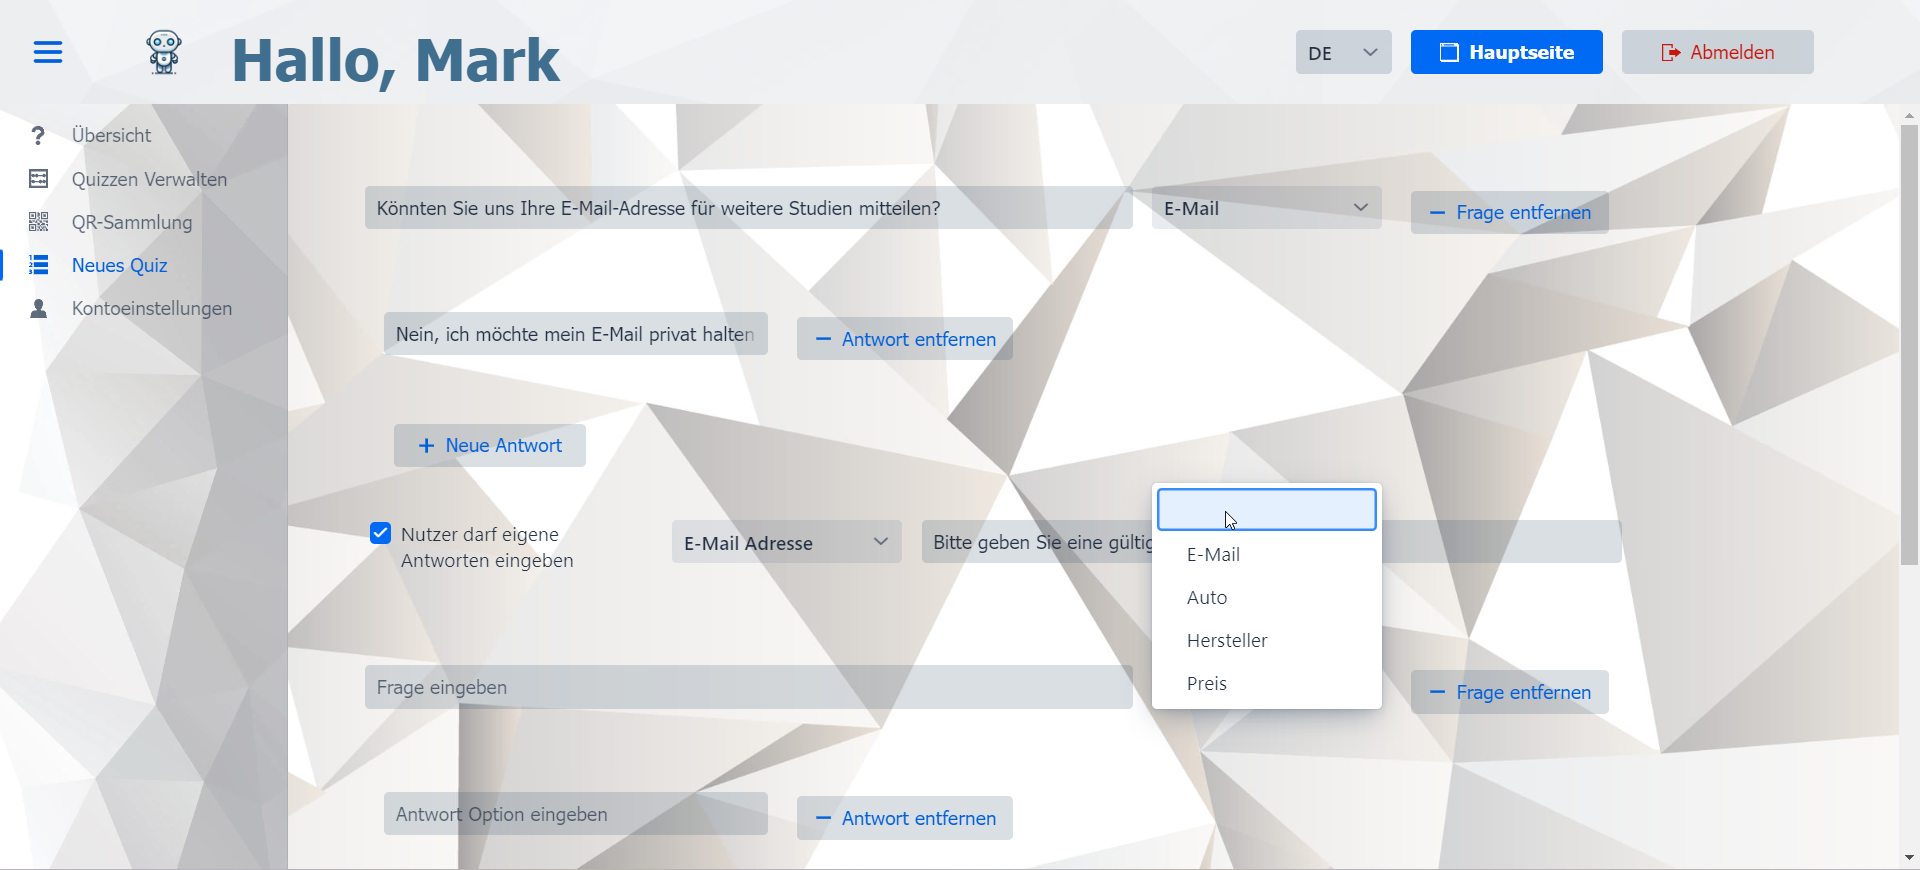 Hallo, Mark
DE
Hauptseite
Abmelden
Übersicht
Quizzen Verwalten
QR-Sammlung
Neues Quiz
Kontoeinstellungen
Könnten Sie uns Ihre E-Mail-Adresse für weitere Studien mitteilen?
E-Mail
Frage entfernen
Nein, ich möchte mein E-Mail privat halten
Antwort entfernen
Neue Antwort
Nutzer darf eigene
Antworten eingeben
E-Mail Adresse
Bitte geben Sie eine gültig
E-Mail
Auto
Hersteller
Preis
Frage eingeben
Frage entfernen
Antwort Option eingeben
Antwort entfernen